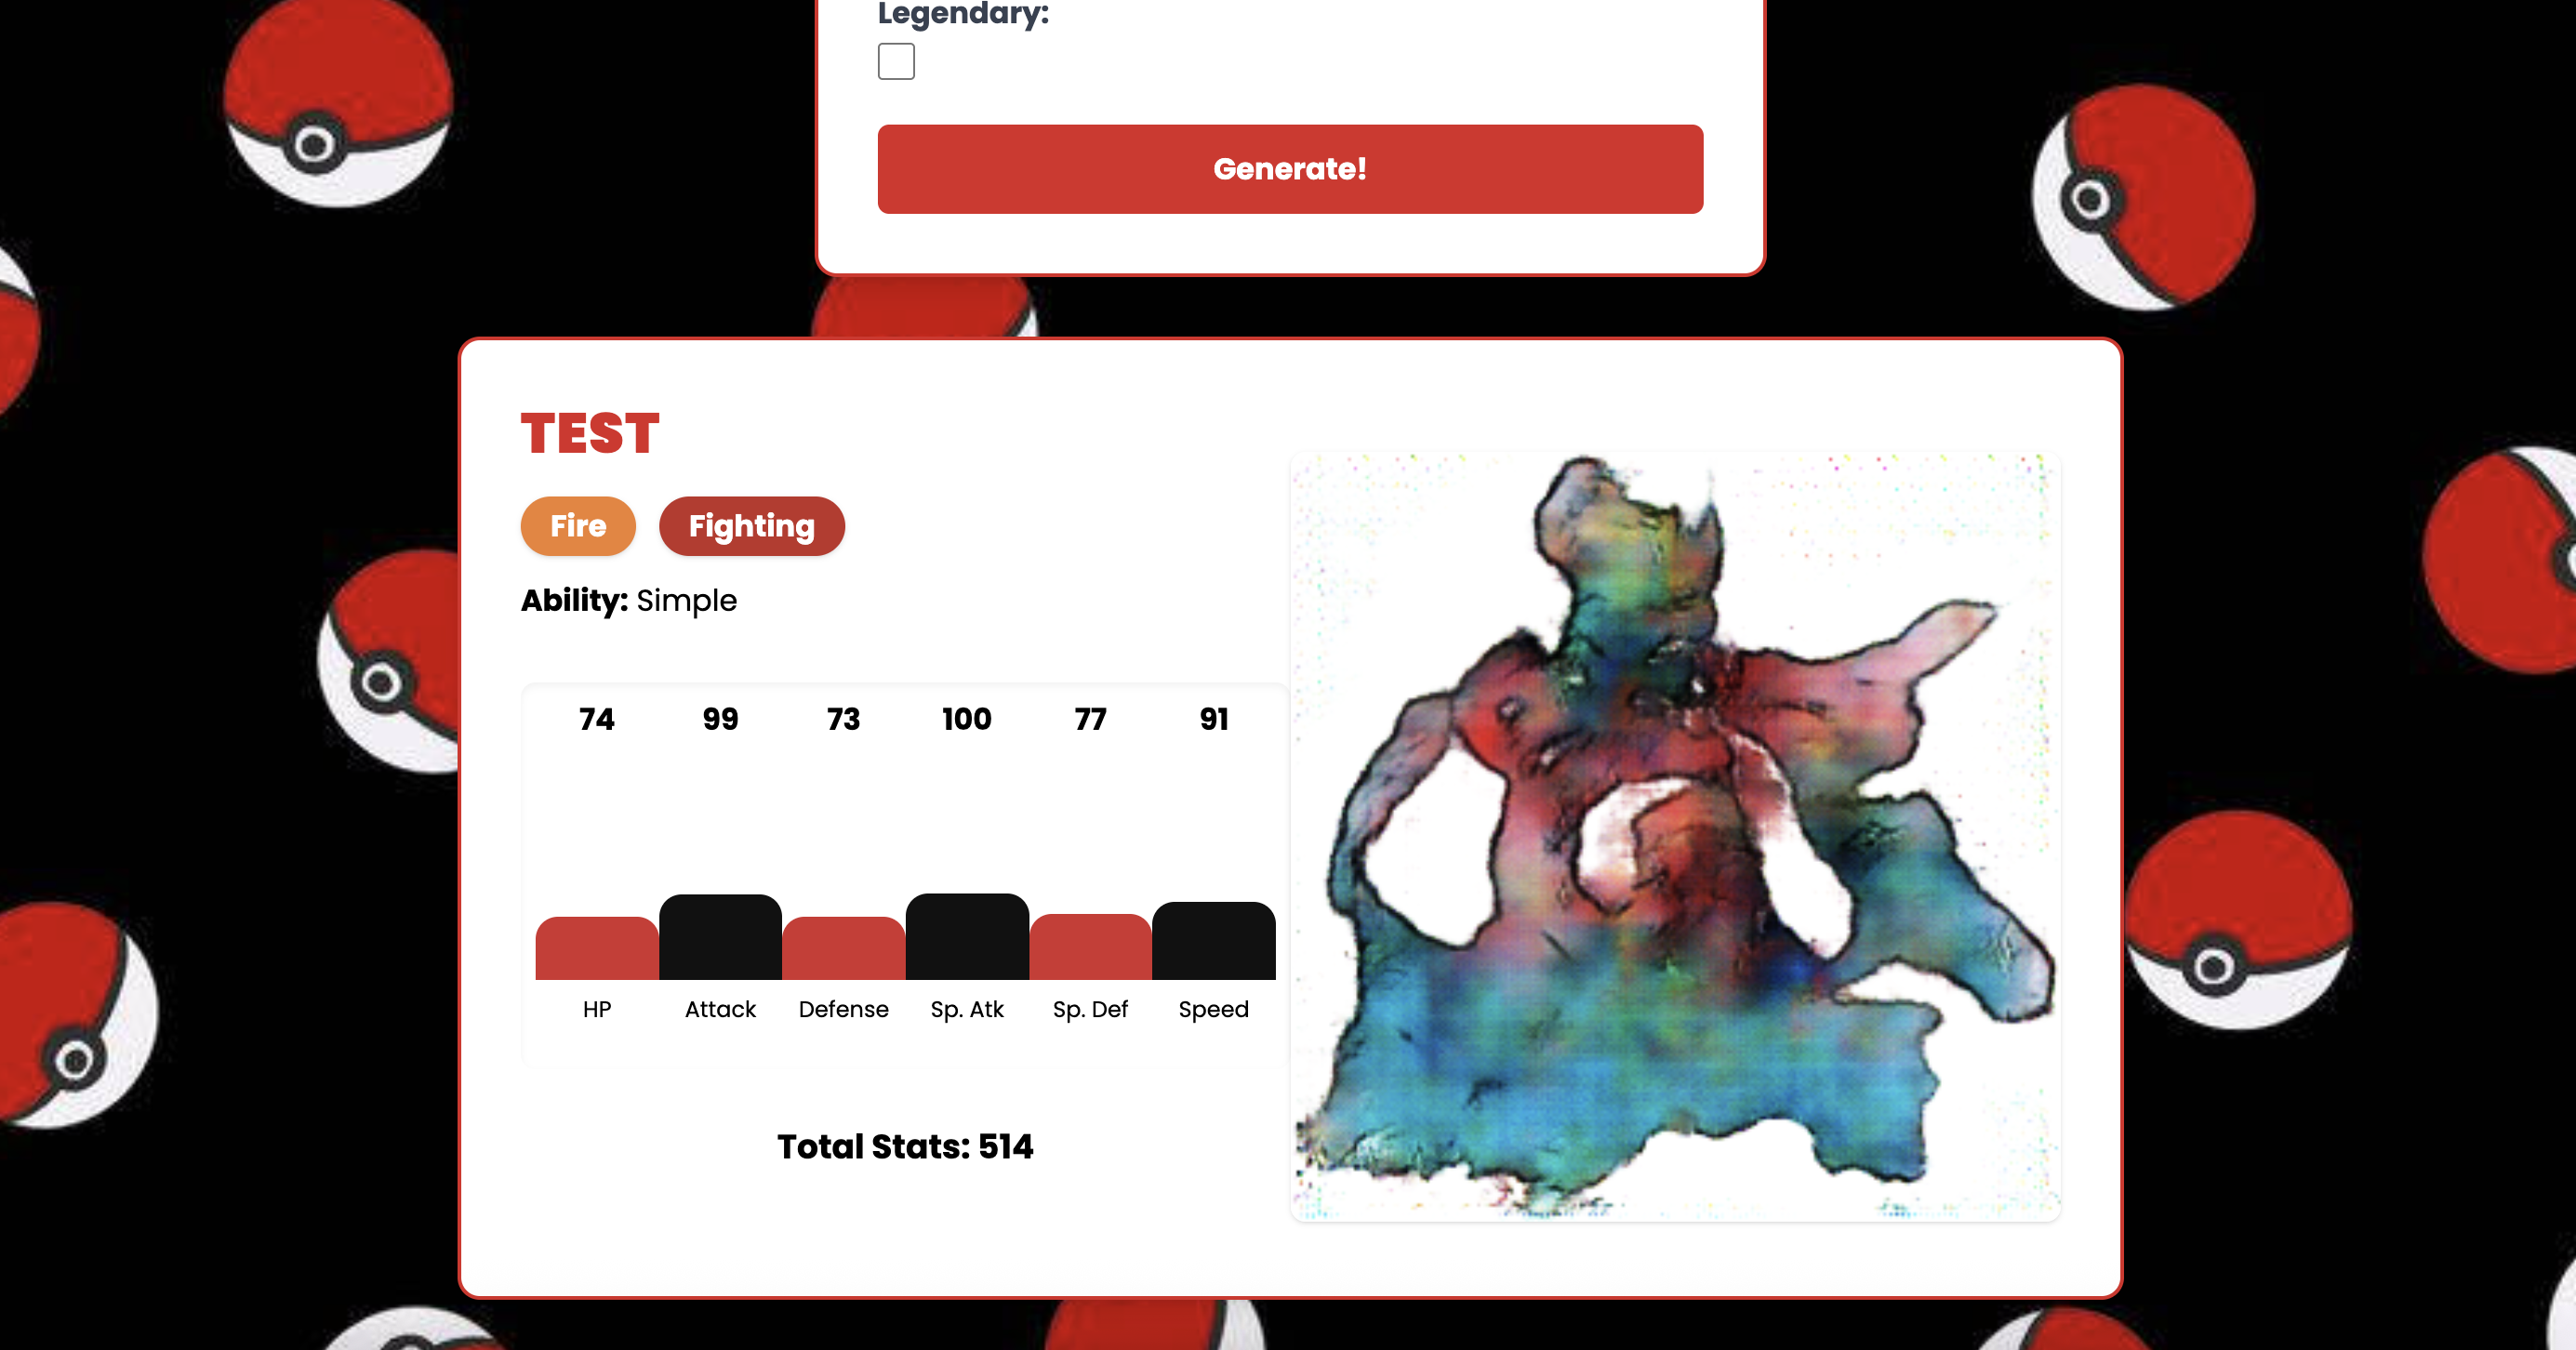 Legendary:
Generate!
TEST
Fire Fighting
Ability: Simple
74 99 73 100 77 91
HP Attack Defense Sp. Atk Sp. Def Speed
Total Stats: 514